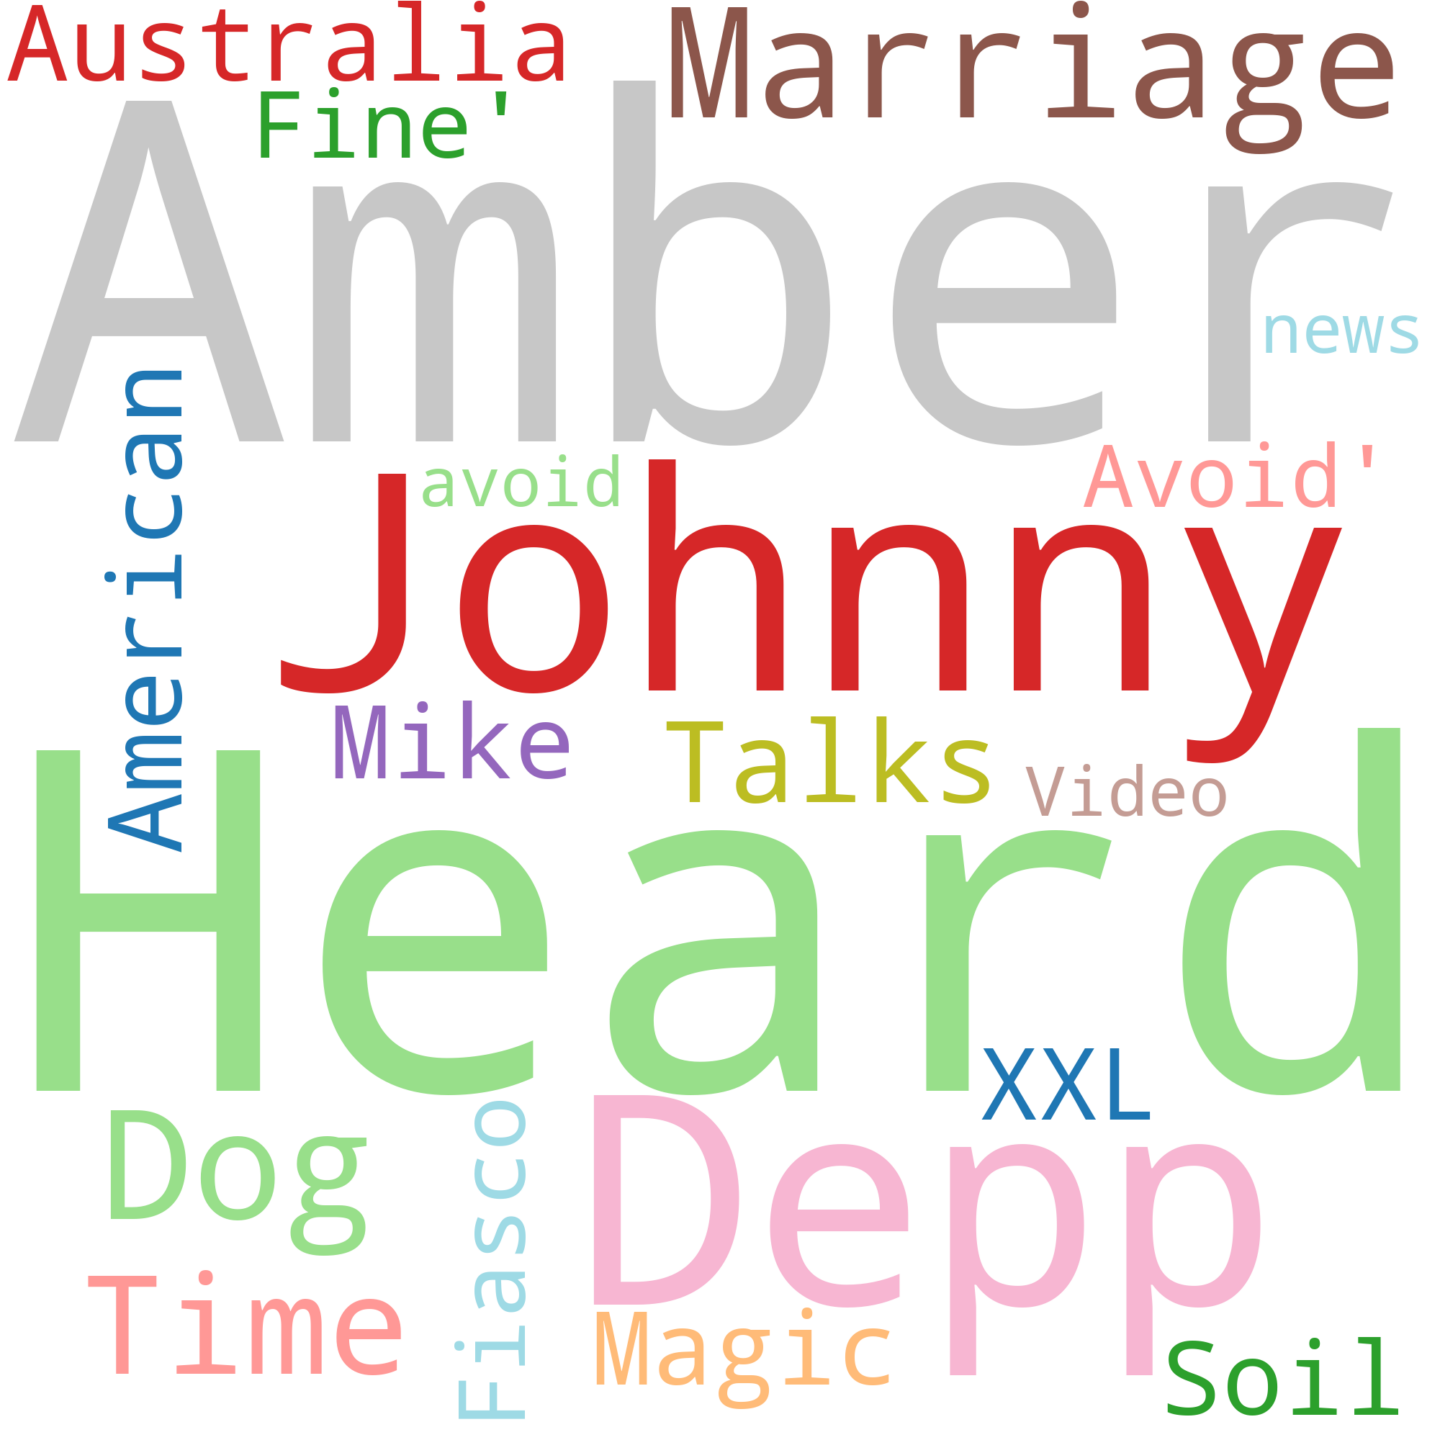 Australia
Marriage
Fine'
Amber
news
American
avoid
Avoid'
Johnny
Mike
Talks
Video
Heard
XXL
Dog
Fiasco
Depp
Time
Magic
Soil